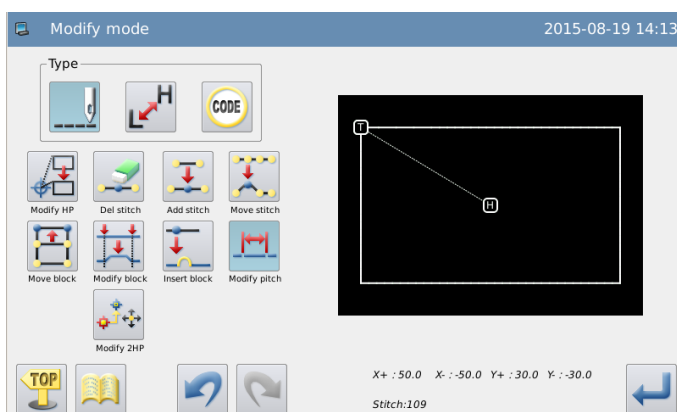 Modify mode
2015-08-19 14:13
Type
H
L
CODE
T
H
Modify HP
Del stitch
Add stitch
Move stitch
Move block
Modify block
Insert block
Modify pitch
Modify 2HP
TOP
X+ : 50.0 X- : -50.0 Y+ : 30.0 Y- : -30.0
Stitch:109